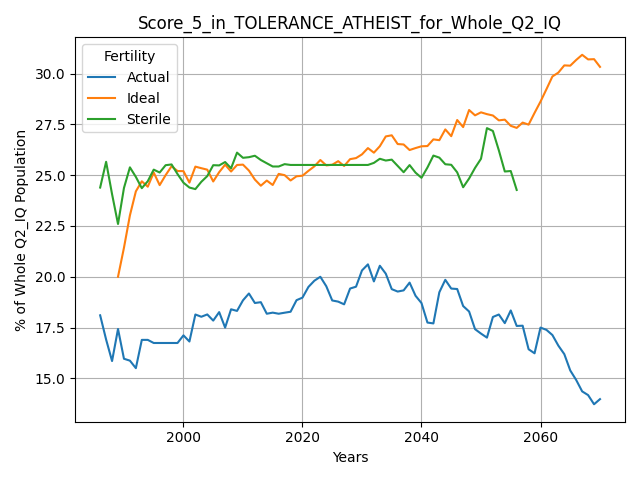 Score_5_in_TOLERANCE_ATHEIST_for_Whole_Q2_IQ
Fertility
Actual
Ideal
Sterile
% of Whole Q2_IQ Population
30.0
27.5
25.0
22.5
20.0
17.5
15.0
2000
2020
2040
2060
Years